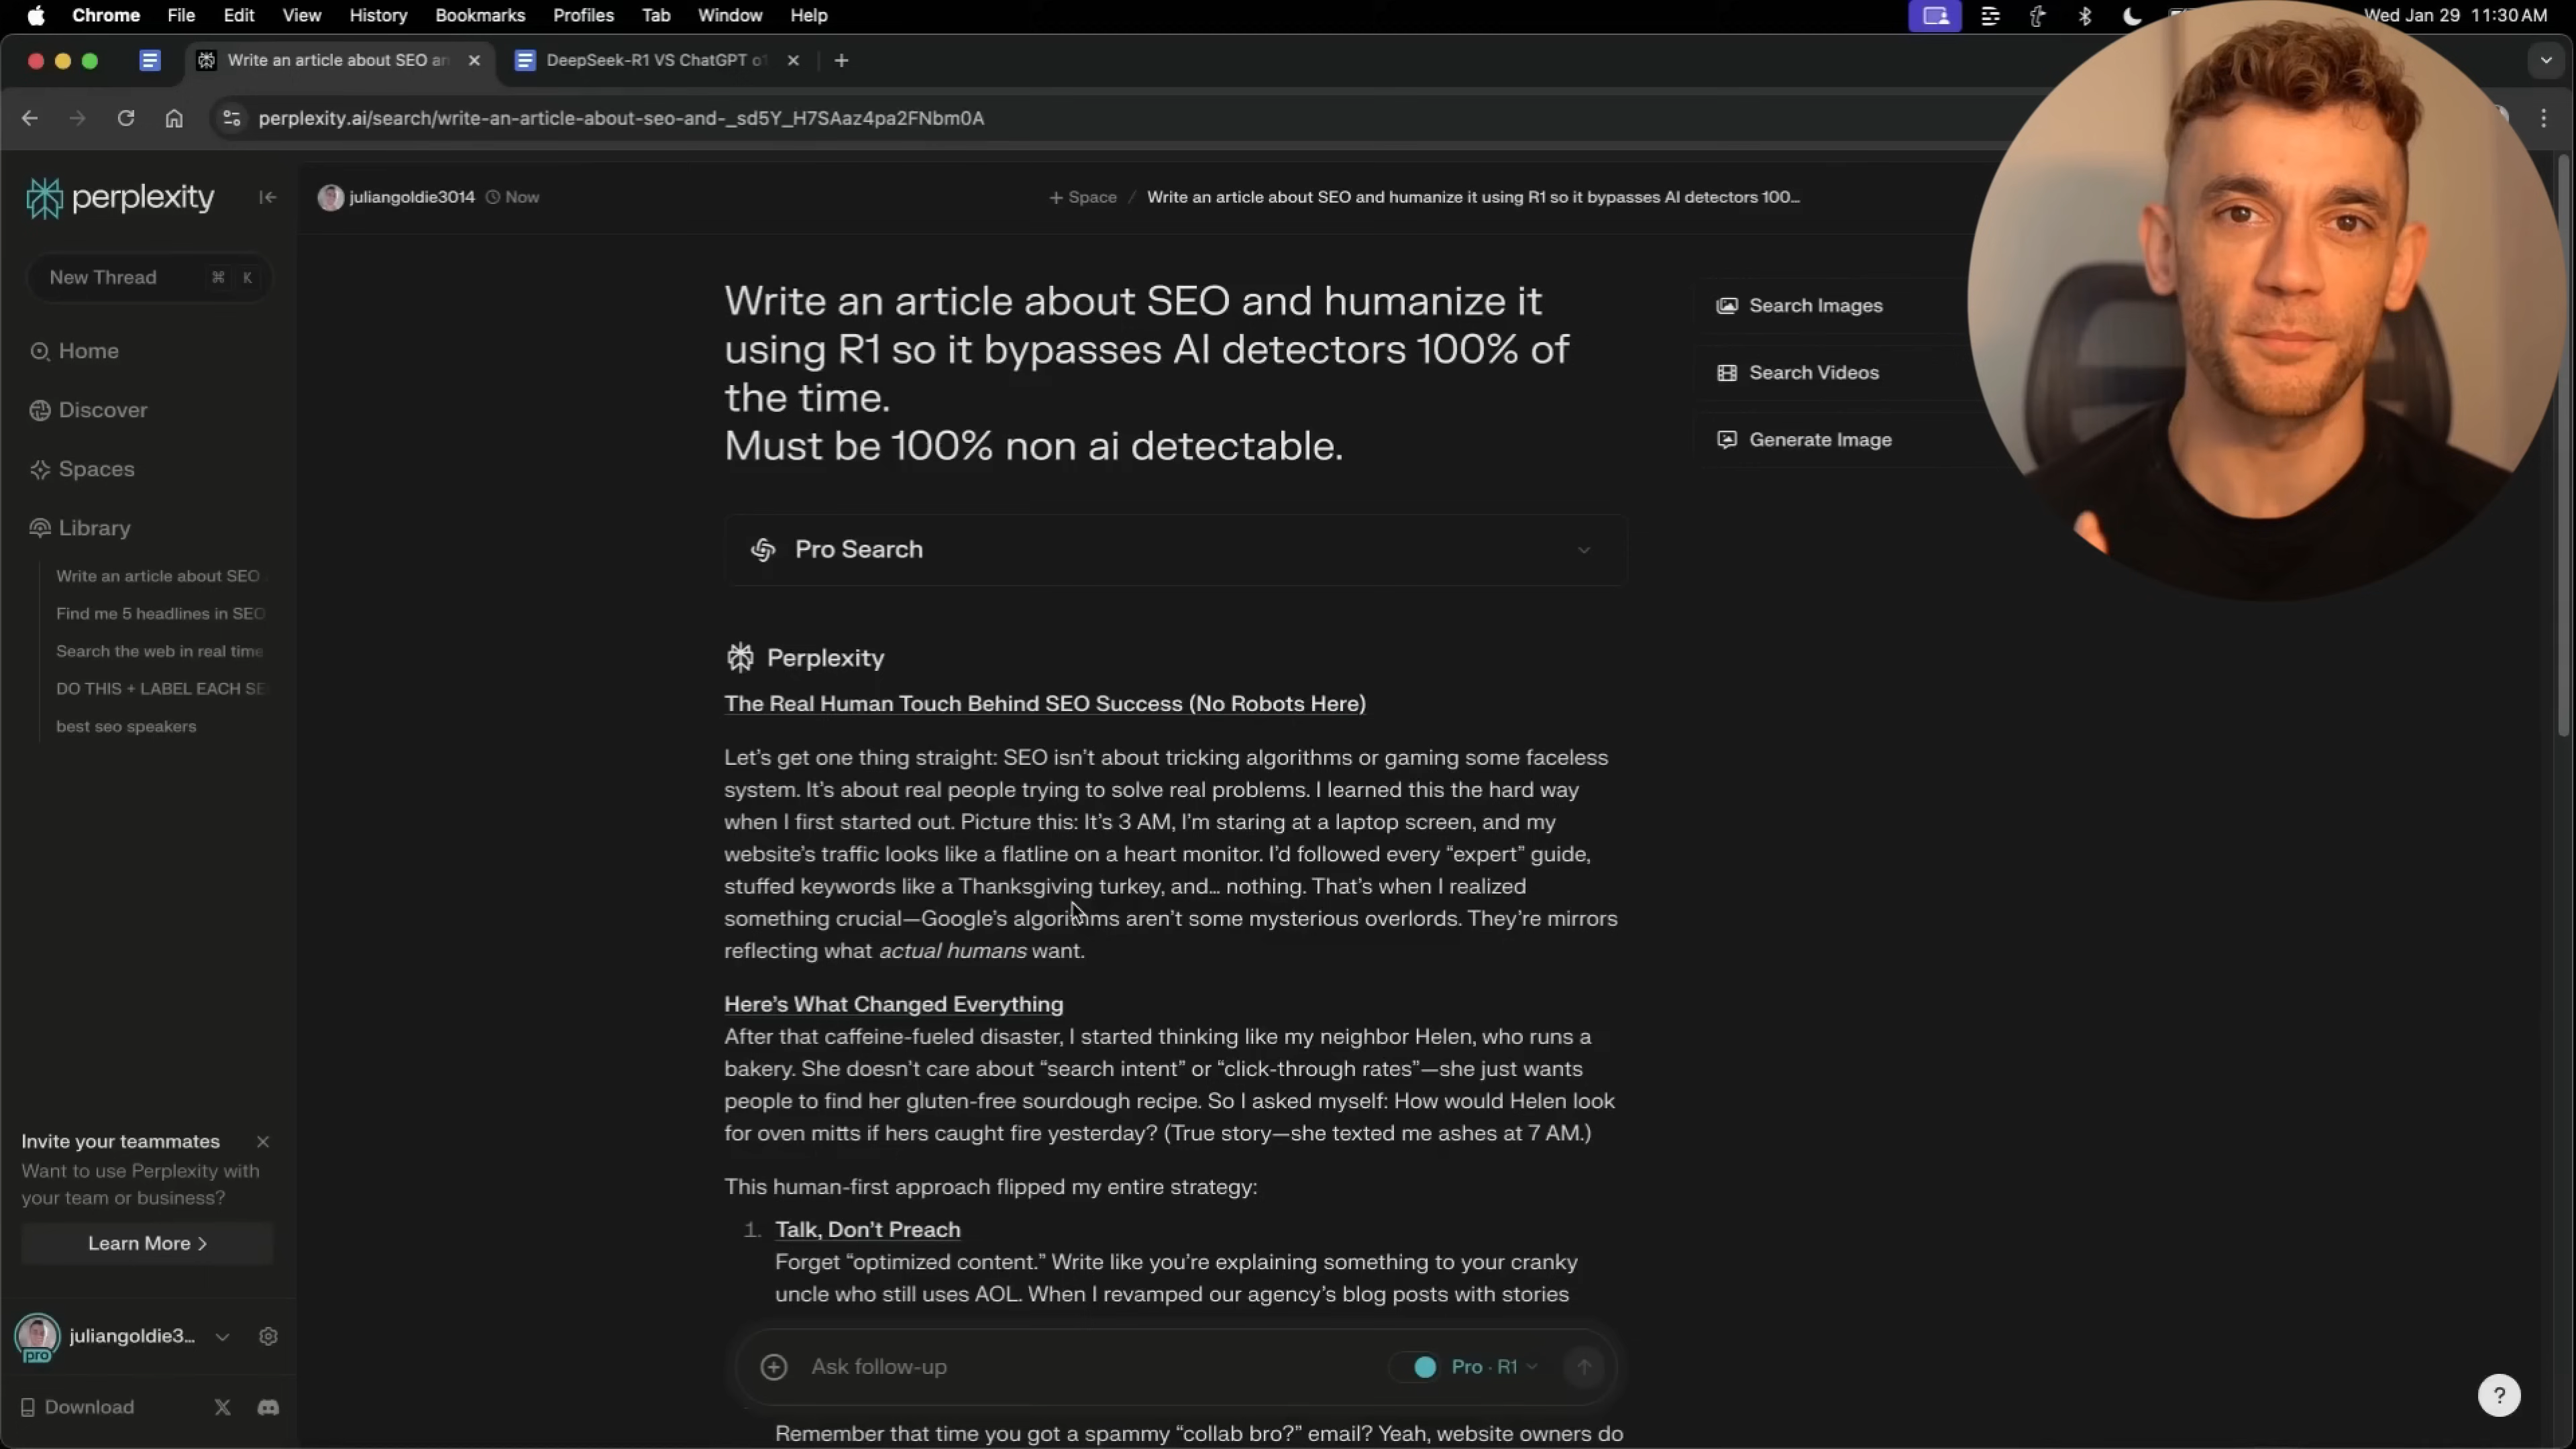 Chrome File Edit View History Bookmarks Profiles Tab Window Help
Wed Jan 29 11:30 AM
Write an article about SEO an
DeepSeek-R1 VS ChatGPT o1
perplexity.ai/search/write-an-article-about-seo-and-_sd5Y_H7SAaz4pa2FNbm0A
perplexity
juliangoldie3014 Now
+ Space / Write an article about SEO and humanize it using R1 so it bypasses AI detectors 100...
New Thread ⌘ K
Home
Discover
Spaces
Library
Write an article about SEO
Find me 5 headlines in SEO
Search the web in real time
DO THIS + LABEL EACH SE
best seo speakers
Invite your teammates
Want to use Perplexity with
your team or business?
Learn More >
juliangoldie3...
pro
Download
Write an article about SEO and humanize it
using R1 so it bypasses AI detectors 100% of
the time.
Must be 100% non ai detectable.
Search Images
Search Videos
Generate Image
Pro Search
Perplexity
The Real Human Touch Behind SEO Success (No Robots Here)
Let’s get one thing straight: SEO isn’t about tricking algorithms or gaming some faceless
system. It’s about real people trying to solve real problems. I learned this the hard way
when I first started out. Picture this: It’s 3 AM, I’m staring at a laptop screen, and my
website’s traffic looks like a flatline on a heart monitor. I’d followed every “expert” guide,
stuffed keywords like a Thanksgiving turkey, and… nothing. That’s when I realized
something crucial—Google’s algorithms aren’t some mysterious overlords. They’re mirrors
reflecting what actual humans want.
Here’s What Changed Everything
After that caffeine-fueled disaster, I started thinking like my neighbor Helen, who runs a
bakery. She doesn’t care about “search intent” or “click-through rates”—she just wants
people to find her gluten-free sourdough recipe. So I asked myself: How would Helen look
for oven mitts if hers caught fire yesterday? (True story—she texted me ashes at 7 AM.)
This human-first approach flipped my entire strategy:
1. Talk, Don’t Preach
Forget “optimized content.” Write like you’re explaining something to your cranky
uncle who still uses AOL. When I revamped our agency’s blog posts with stories
Ask follow-up
Pro · R1
Remember that time you got a spammy “collab bro?” email? Yeah, website owners do
?